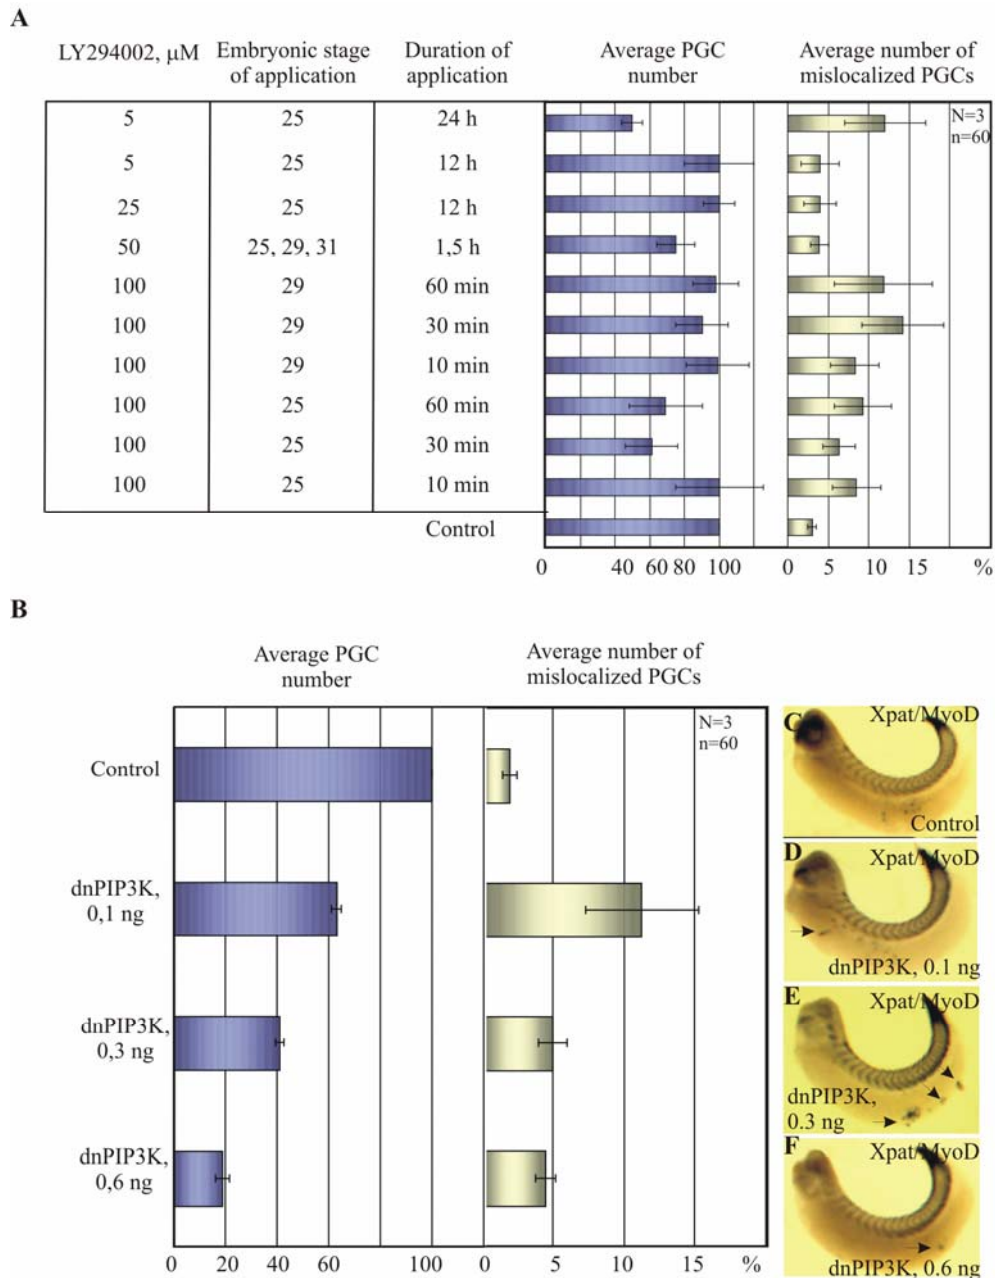 A
LY294002, µM
Embryonic stage
of application
Duration of
application
Average PGC
number
Average number of
mislocalized PGCs
5 25 24 h
5 25 12 h
25 25 12 h
50 25, 29, 31 1,5 h
100 29 60 min
100 29 30 min
100 29 10 min
100 25 60 min
100 25 30 min
100 25 10 min
Control
N=3
n=60
0 40 60 80 100
0 5 10 15 %
B
Average PGC
number
Average number of
mislocalized PGCs
N=3
n=60
Control
dnPIP3K,
0,1 ng
dnPIP3K,
0,3 ng
dnPIP3K,
0,6 ng
0 20 40 60 100
0 5 10 %
C
Xpat/MyoD
Control
D
Xpat/MyoD
dnPIP3K, 0.1 ng
E
Xpat/MyoD
dnPIP3K,
0.3 ng
F
Xpat/MyoD
dnPIP3K, 0.6 ng